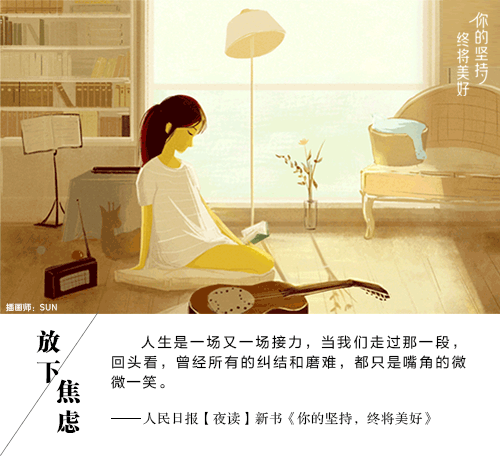 你的坚持
终将美好
插画师：SUN
放下
焦虑
人生是一场又一场接力，当我们走过那一段，
回头看，曾经所有的纠结和磨难，都只是嘴角的微
微一笑。
——人民日报【夜读】新书《你的坚持，终将美好》